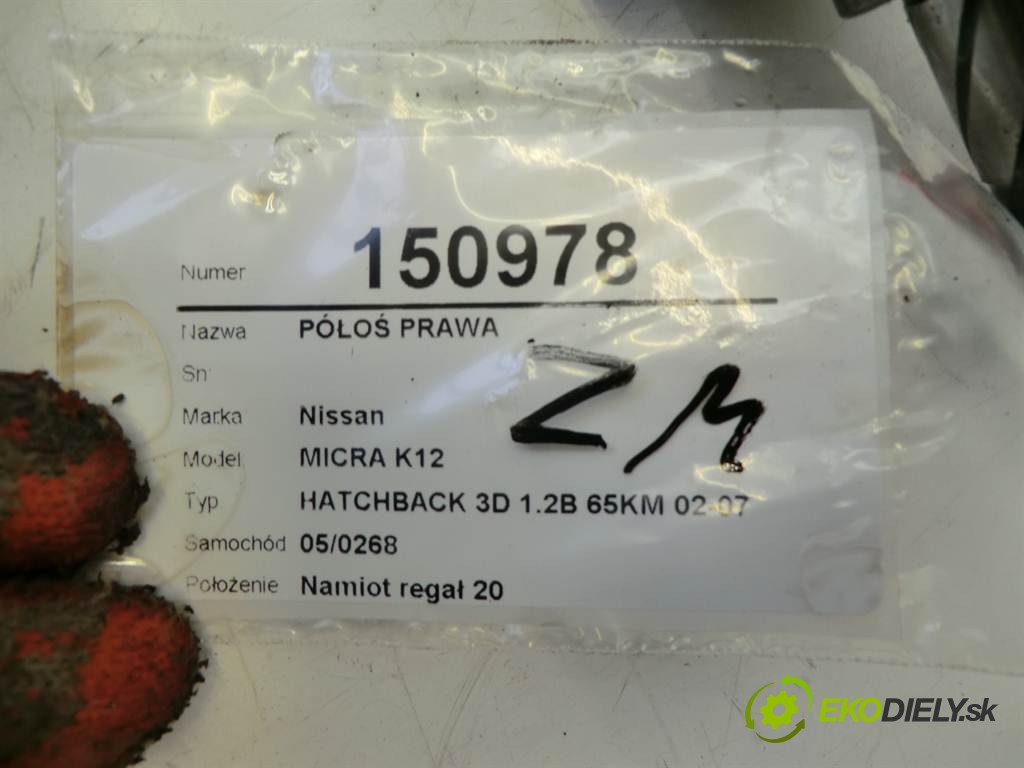 Numer 150978
Nazwa PÓŁOŚ PRAWA
Sn
Marka Nissan
Model MICRA K12
Typ HATCHBACK 3D 1.2B 65KM 02-07
Samochód 05/0268
Położenie Namiot regał 20
ZM
EKODIELY.sk